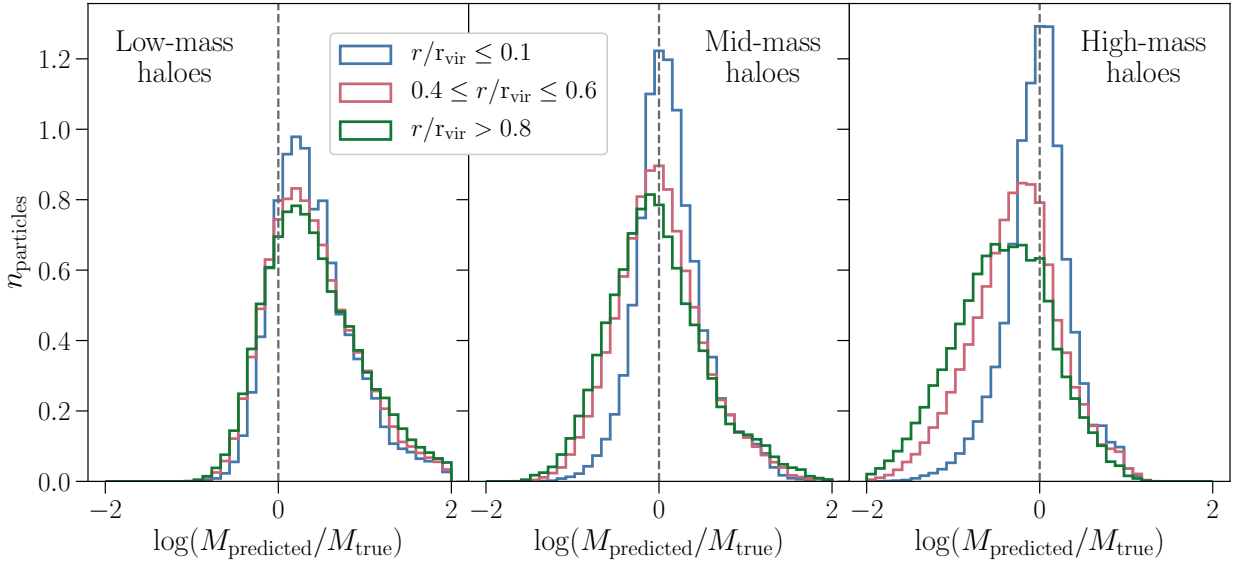 Low-mass
haloes
r/r_vir ≤ 0.1
0.4 ≤ r/r_vir ≤ 0.6
r/r_vir > 0.8
Mid-mass
haloes
High-mass
haloes
n_particles
1.2
1.0
0.8
0.6
0.4
0.2
0.0
−2 0 2
−2 0 2
−2 0 2
log(M_predicted/M_true)
log(M_predicted/M_true)
log(M_predicted/M_true)